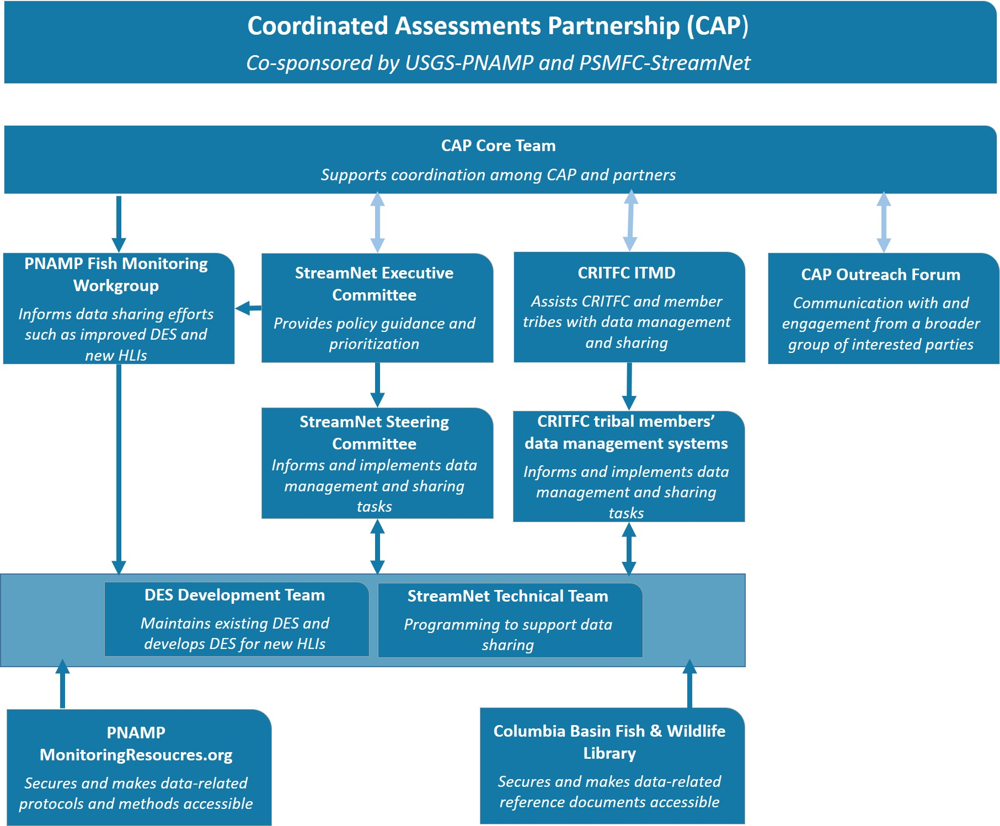 Coordinated Assessments Partnership (CAP)
Co-sponsored by USGS-PNAMP and PSMFC-StreamNet
CAP Core Team
Supports coordination among CAP and partners
PNAMP Fish Monitoring
Workgroup
Informs data sharing efforts
such as improved DES and
new HLIs
StreamNet Executive
Committee
Provides policy guidance and
prioritization
CRITFC ITMD
Assists CRITFC and member
tribes with data management
and sharing
CAP Outreach Forum
Communication with and
engagement from a broader
group of interested parties
StreamNet Steering
Committee
Informs and implements data
management and sharing
tasks
CRITFC tribal members’
data management systems
Informs and implements data
management and sharing
tasks
DES Development Team
Maintains existing DES and
develops DES for new HLIs
StreamNet Technical Team
Programming to support data
sharing
PNAMP
MonitoringResoucres.org
Secures and makes data-related
protocols and methods accessible
Columbia Basin Fish & Wildlife
Library
Secures and makes data-related
reference documents accessible